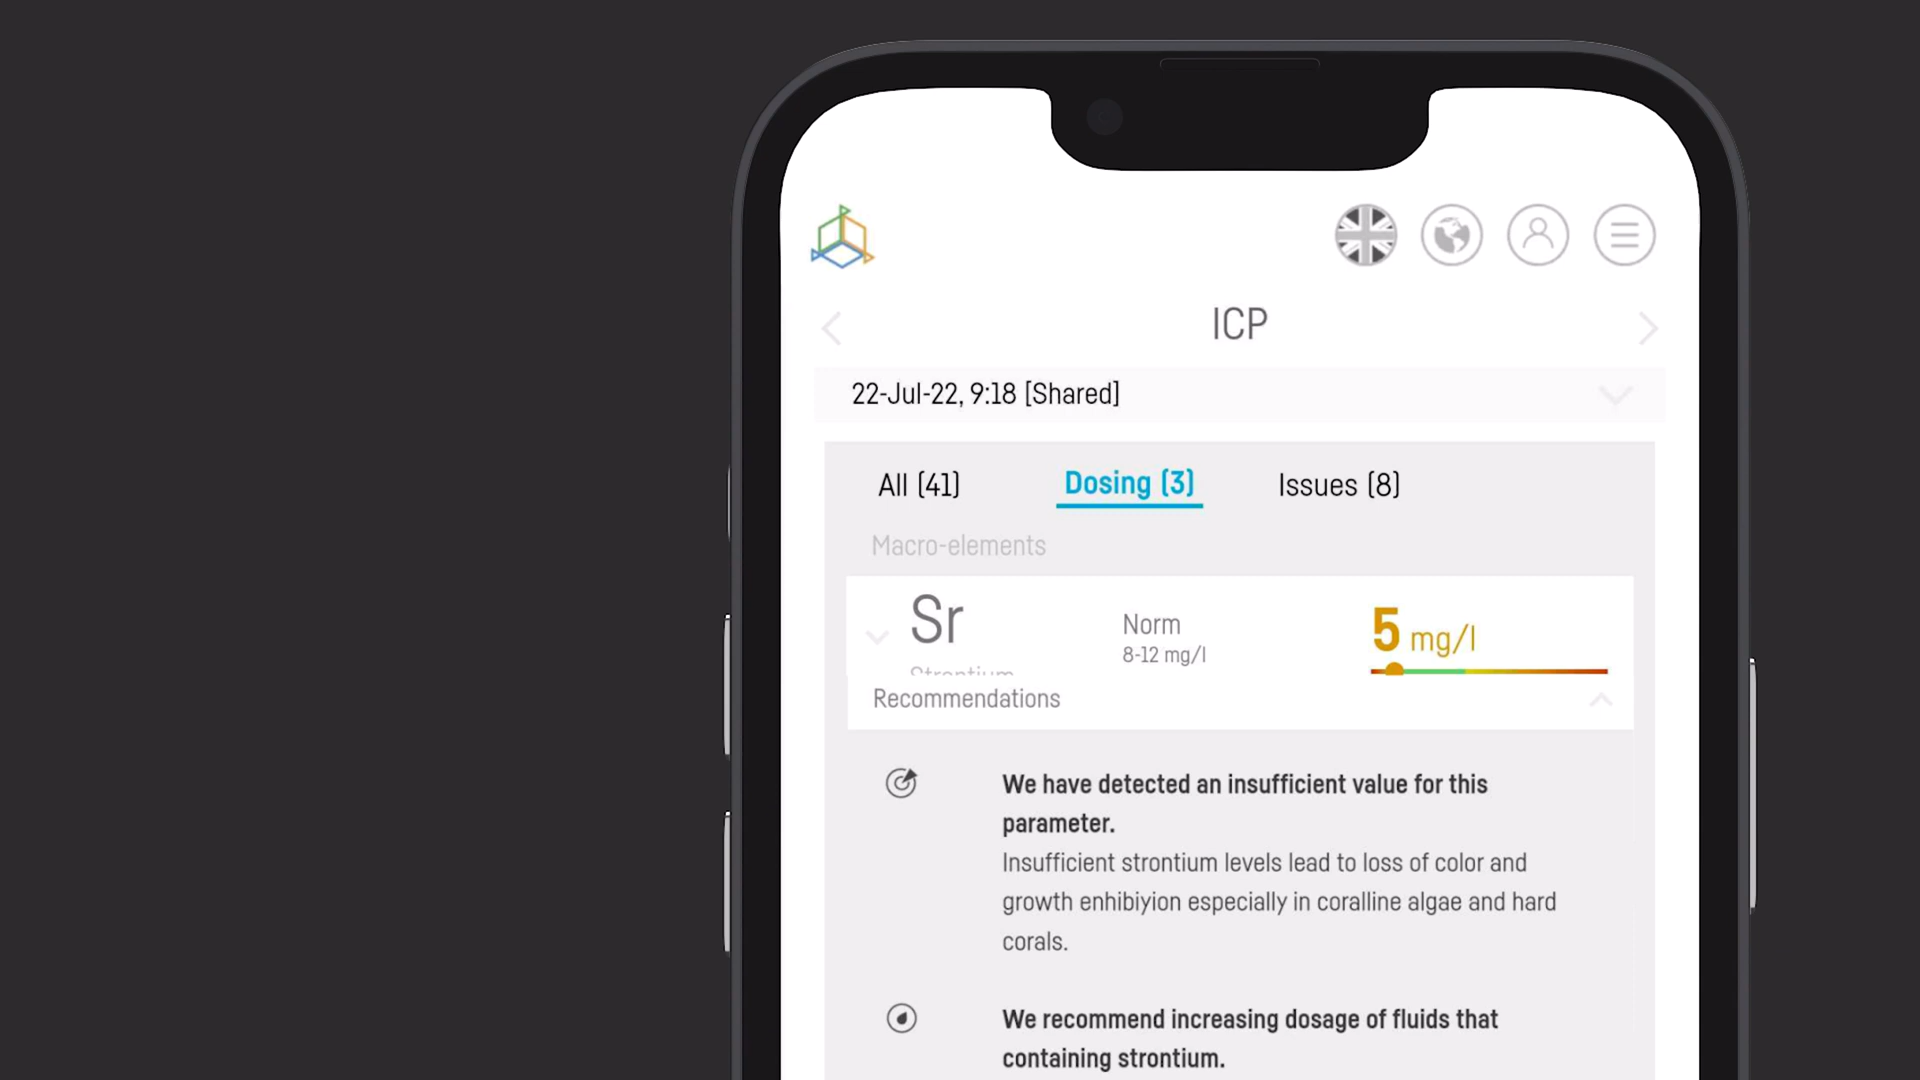 ICP
22-Jul-22, 9:18 [Shared]
All (41) Dosing (3) Issues (8)
Macro-elements
Sr Norm 5 mg/l
8-12 mg/l
Strontium
Recommendations
We have detected an insufficient value for this
parameter.
Insufficient strontium levels lead to loss of color and
growth enhibiyion especially in coralline algae and hard
corals.
We recommend increasing dosage of fluids that
containing strontium.